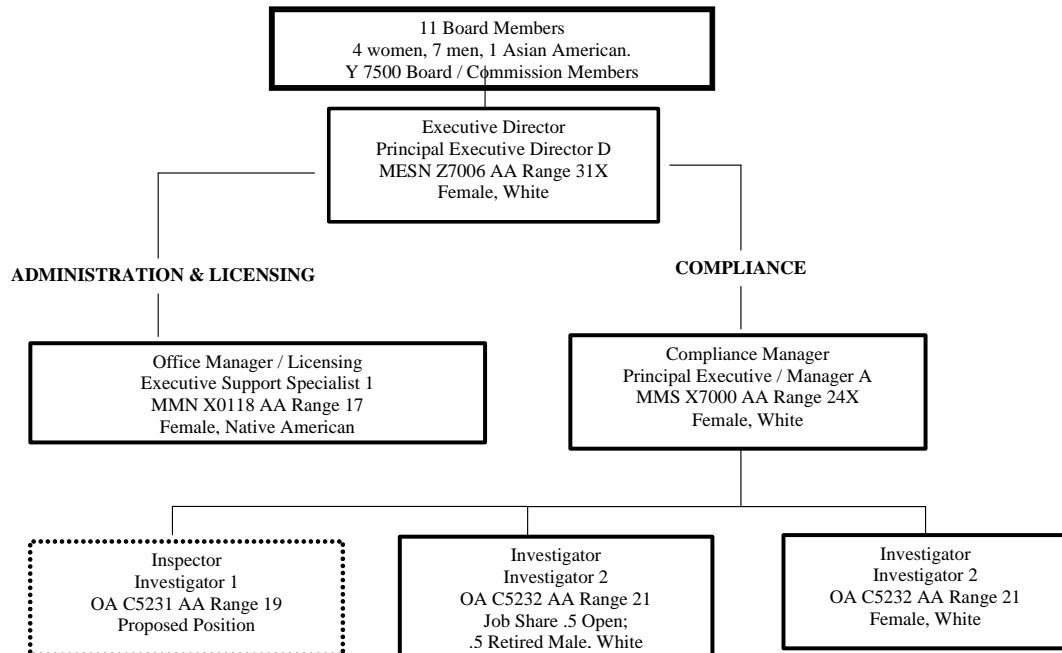 11 Board Members
4 women, 7 men, 1 Asian American.
Y 7500 Board / Commission Members
Executive Director
Principal Executive Director D
MESN Z7006 AA Range 31X
Female, White
ADMINISTRATION & LICENSING
COMPLIANCE
Office Manager / Licensing
Executive Support Specialist 1
MMN X0118 AA Range 17
Female, Native American
Compliance Manager
Principal Executive / Manager A
MMS X7000 AA Range 24X
Female, White
Inspector
Investigator 1
OA C5231 AA Range 19
Proposed Position
Investigator
Investigator 2
OA C5232 AA Range 21
Job Share .5 Open;
.5 Retired Male, White
Investigator
Investigator 2
OA C5232 AA Range 21
Female, White